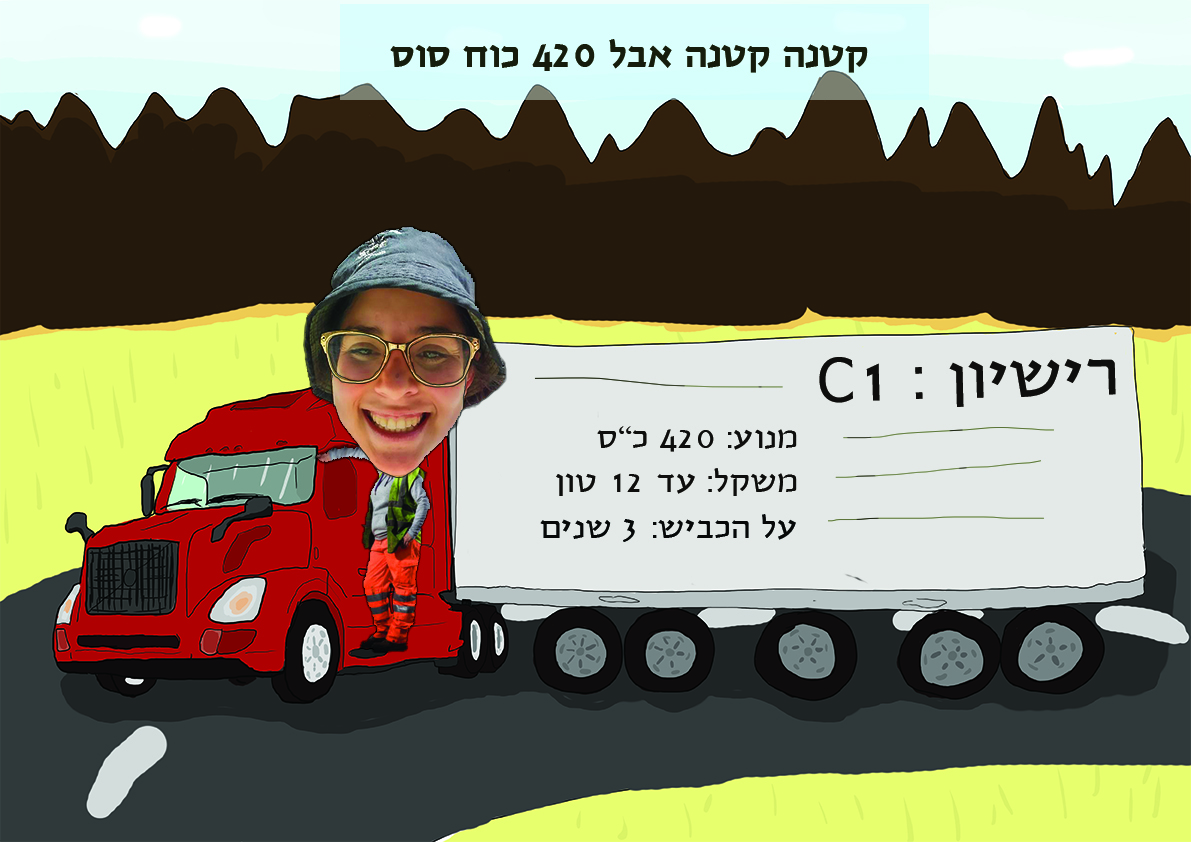 קטנה קטנה אבל 420 כוח סוס
רישיון : C1
מנוע: 420 כ“ס
משקל: עד 12 טון
על הכביש: 3 שנים